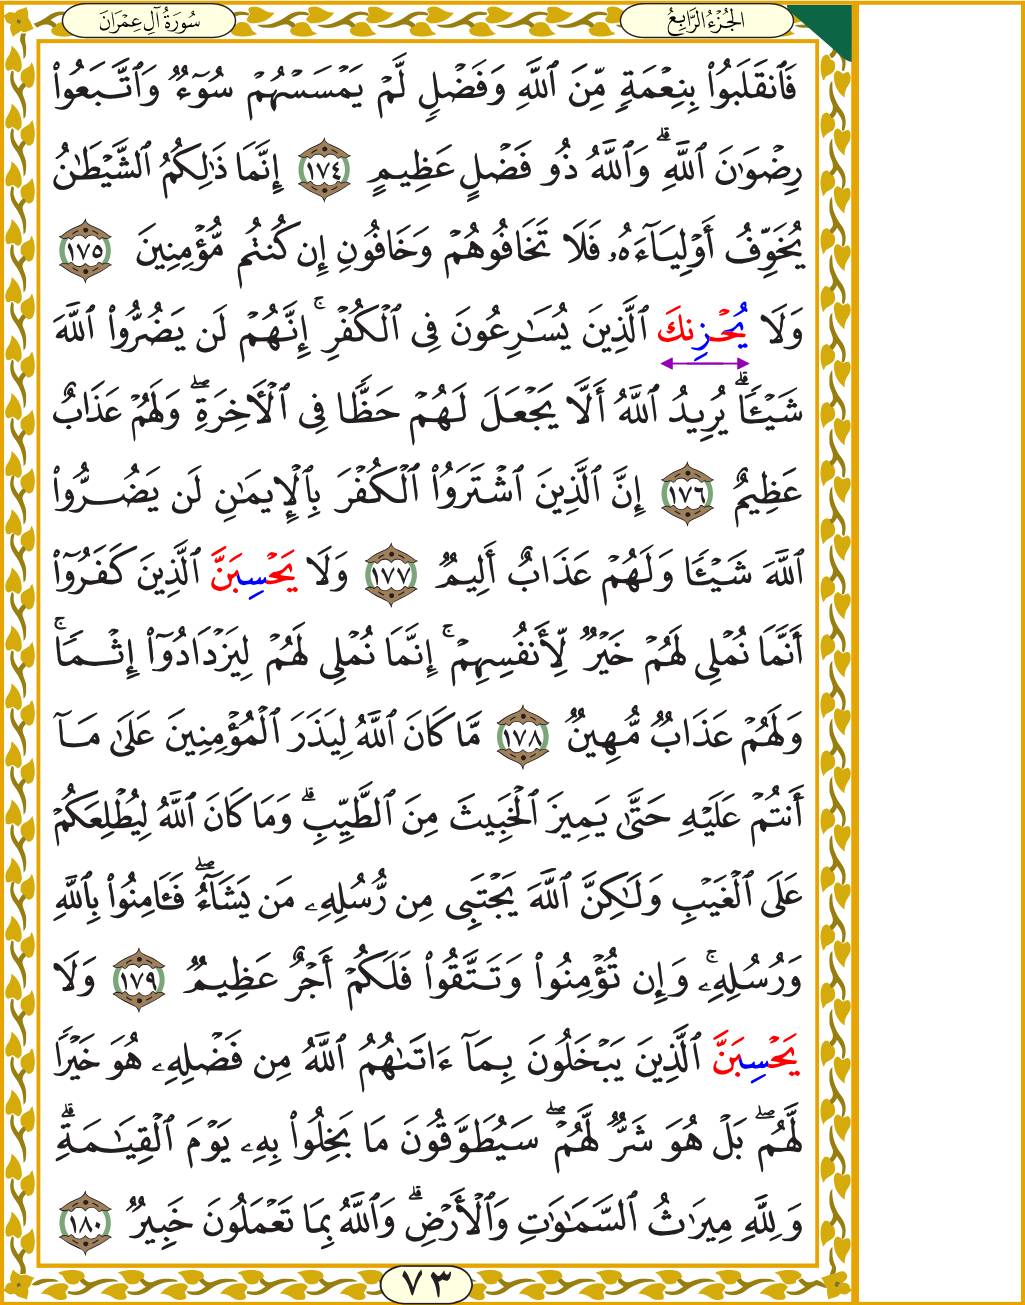 سُورَةُ آلِ عِمْرَانَ
الجُزْءُ الرَّابِعُ
فَٱنقَلَبُوا۟ بِنِعْمَةٍ مِّنَ ٱللَّهِ وَفَضْلٍ لَّمْ يَمْسَسْهُمْ سُوٓءٌ وَٱتَّبَعُوا۟
رِضْوَٰنَ ٱللَّهِ ۗ وَٱللَّهُ ذُو فَضْلٍ عَظِيمٍ ١٧٤ إِنَّمَا ذَٰلِكُمُ ٱلشَّيْطَٰنُ
يُخَوِّفُ أَوْلِيَآءَهُۥ فَلَا تَخَافُوهُمْ وَخَافُونِ إِن كُنتُم مُّؤْمِنِينَ ١٧٥
وَلَا يُحْزِنكَ ٱلَّذِينَ يُسَٰرِعُونَ فِى ٱلْكُفْرِ ۚ إِنَّهُمْ لَن يَضُرُّوا۟ ٱللَّهَ
شَيْـًٔا ۗ يُرِيدُ ٱللَّهُ أَلَّا يَجْعَلَ لَهُمْ حَظًّا فِى ٱلْءَاخِرَةِ ۖ وَلَهُمْ عَذَابٌ
عَظِيمٌ ١٧٦ إِنَّ ٱلَّذِينَ ٱشْتَرَوُا۟ ٱلْكُفْرَ بِٱلْإِيمَٰنِ لَن يَضُرُّوا۟
ٱللَّهَ شَيْـًٔا وَلَهُمْ عَذَابٌ أَلِيمٌ ١٧٧ وَلَا يَحْسِبَنَّ ٱلَّذِينَ كَفَرُوٓا۟
أَنَّمَا نُمْلِى لَهُمْ خَيْرٌ لِّأَنفُسِهِمْ ۚ إِنَّمَا نُمْلِى لَهُمْ لِيَزْدَادُوٓا۟ إِثْمًا ۚ
وَلَهُمْ عَذَابٌ مُّهِينٌ ١٧٨ مَّا كَانَ ٱللَّهُ لِيَذَرَ ٱلْمُؤْمِنِينَ عَلَىٰ مَآ
أَنتُمْ عَلَيْهِ حَتَّىٰ يَمِيزَ ٱلْخَبِيثَ مِنَ ٱلطَّيِّبِ ۗ وَمَا كَانَ ٱللَّهُ لِيُطْلِعَكُمْ
عَلَى ٱلْغَيْبِ وَلَٰكِنَّ ٱللَّهَ يَجْتَبِى مِن رُّسُلِهِۦ مَن يَشَآءُ ۖ فَـَٔامِنُوا۟ بِٱللَّهِ
وَرُسُلِهِۦ ۚ وَإِن تُؤْمِنُوا۟ وَتَتَّقُوا۟ فَلَكُمْ أَجْرٌ عَظِيمٌ ١٧٩ وَلَا
يَحْسِبَنَّ ٱلَّذِينَ يَبْخَلُونَ بِمَآ ءَاتَىٰهُمُ ٱللَّهُ مِن فَضْلِهِۦ هُوَ خَيْرًا
لَّهُم ۖ بَلْ هُوَ شَرٌّ لَّهُمْ ۖ سَيُطَوَّقُونَ مَا بَخِلُوا۟ بِهِۦ يَوْمَ ٱلْقِيَٰمَةِ ۗ
وَلِلَّهِ مِيرَٰثُ ٱلسَّمَٰوَٰتِ وَٱلْأَرْضِ ۗ وَٱللَّهُ بِمَا تَعْمَلُونَ خَبِيرٌ ١٨٠
٧٣